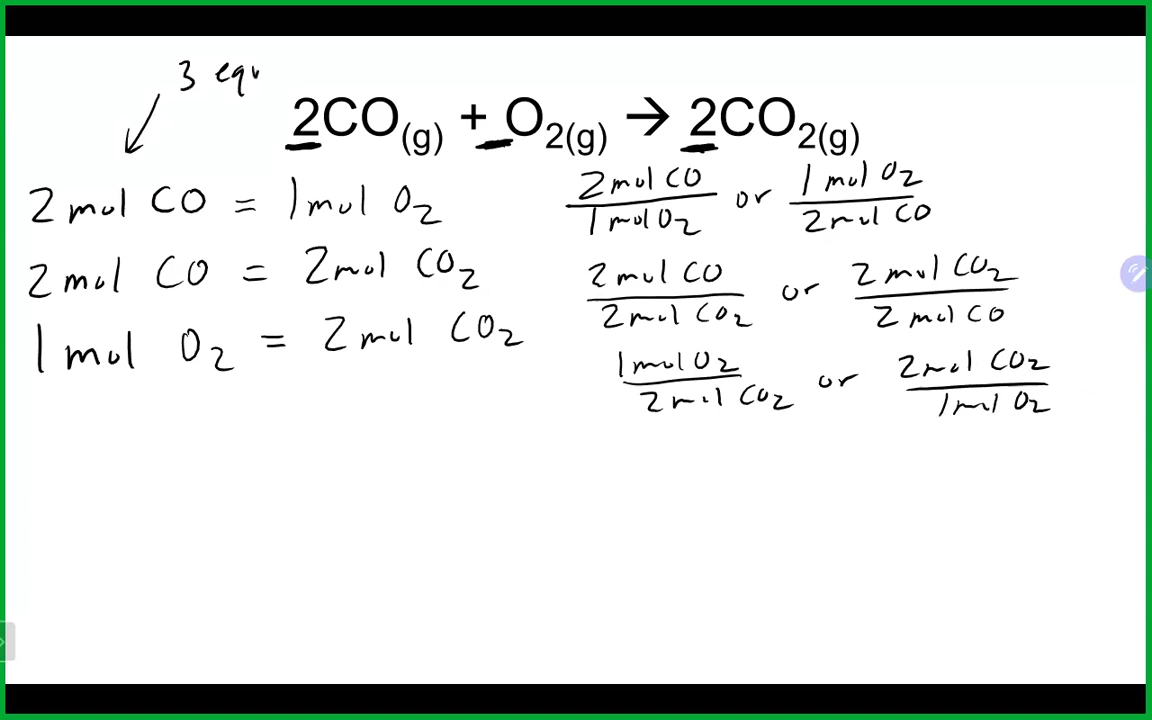 3 equ
2CO(g) + O2(g) → 2CO2(g)
2 mol CO = 1 mol O2
2 mol CO / 1 mol O2 or 1 mol O2 / 2 mol CO
2 mol CO = 2 mol CO2
2 mol CO / 2 mol CO2 or 2 mol CO2 / 2 mol CO
1 mol O2 = 2 mol CO2
1 mol O2 / 2 mol CO2 or 2 mol CO2 / 1 mol O2